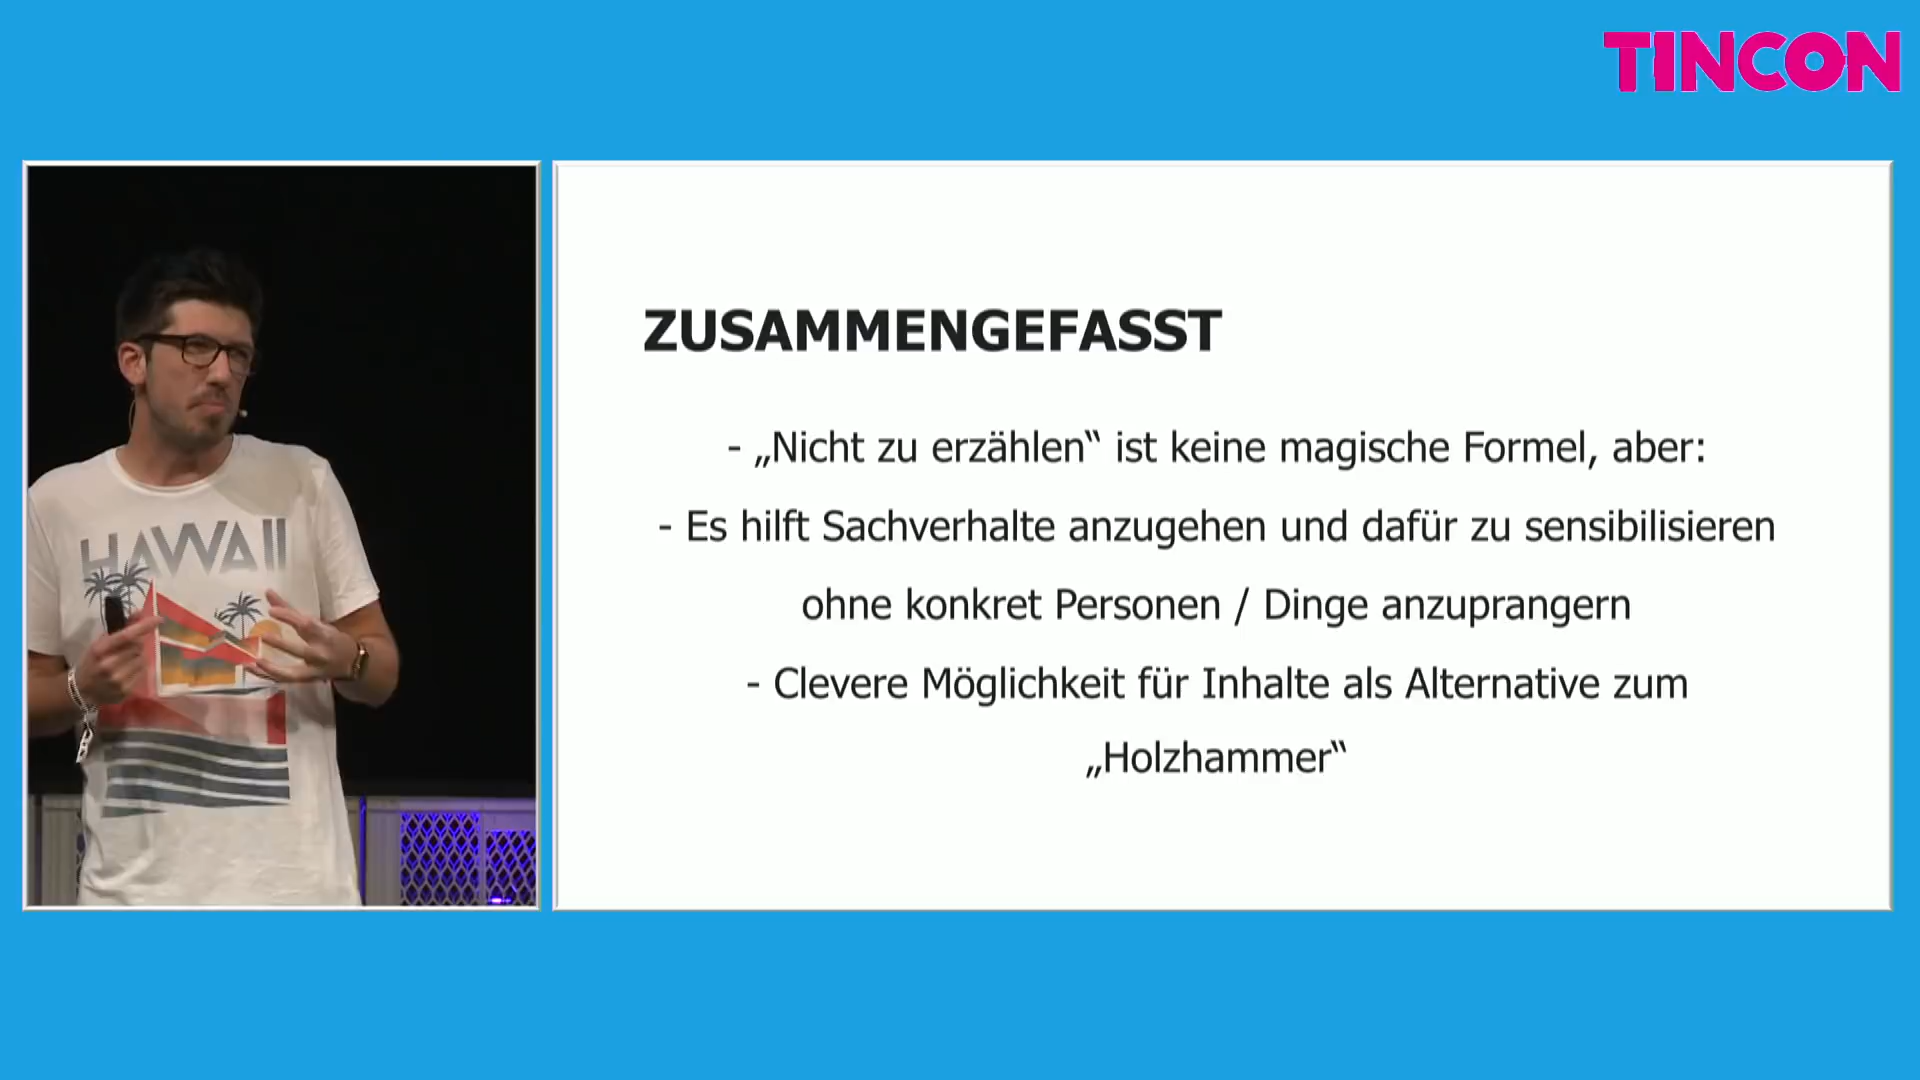 TINCON
HAWAII
ZUSAMMENGEFASST
- „Nicht zu erzählen“ ist keine magische Formel, aber:
- Es hilft Sachverhalte anzugehen und dafür zu sensibilisieren
ohne konkret Personen / Dinge anzuprangern
- Clevere Möglichkeit für Inhalte als Alternative zum
„Holzhammer“